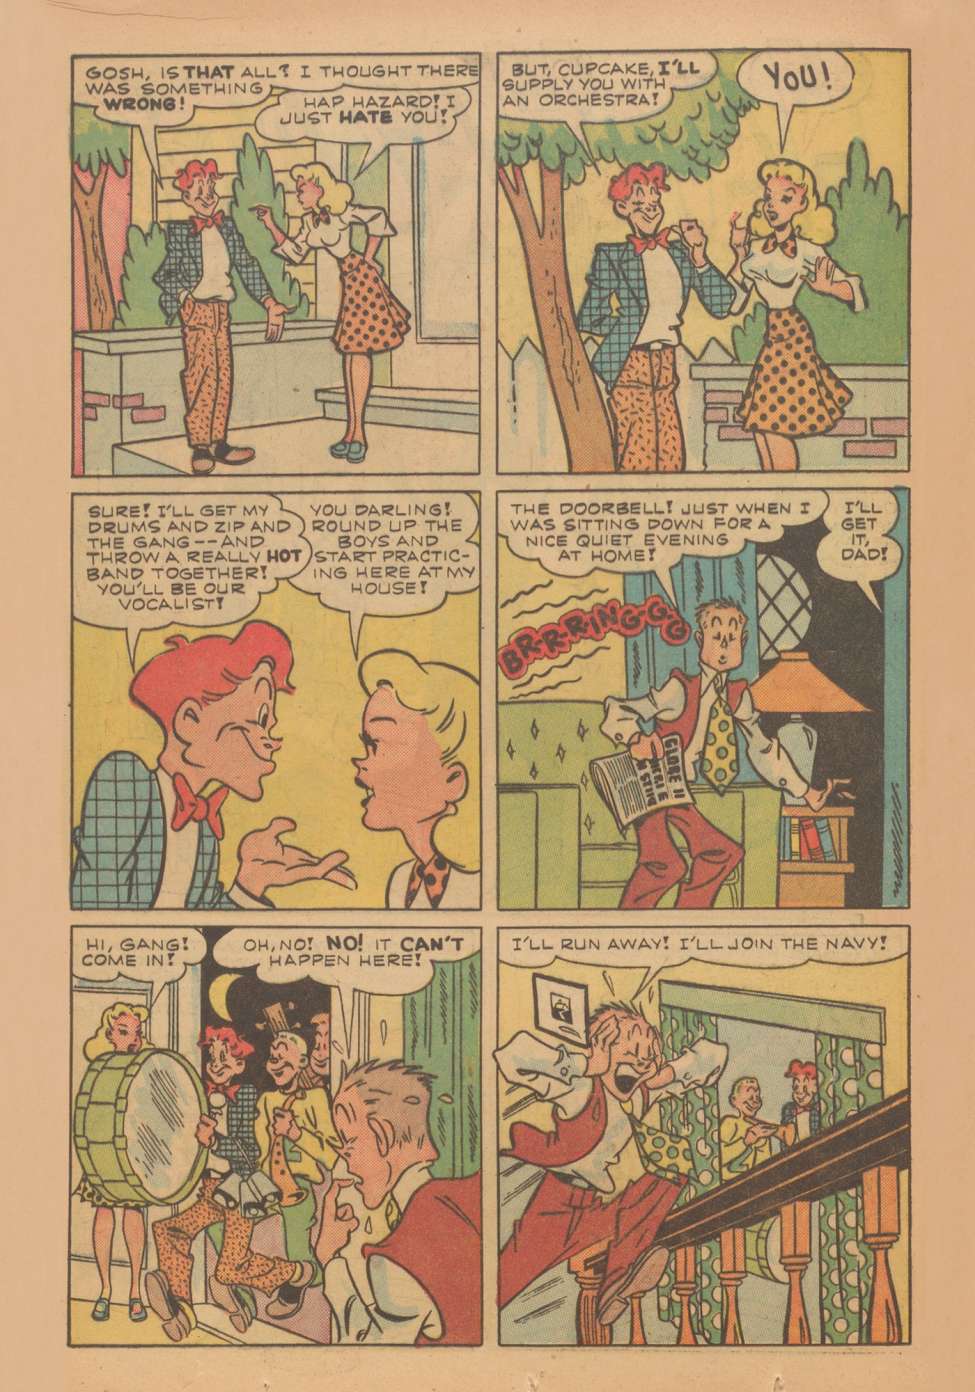 GOSH, IS THAT ALL? I THOUGHT THERE
WAS SOMETHING
WRONG!
HAP HAZARD! I
JUST HATE YOU!
BUT, CUPCAKE, I'LL
SUPPLY YOU WITH
AN ORCHESTRA!
YOU!
SURE! I'LL GET MY
DRUMS AND ZIP AND
THE GANG--AND
THROW A REALLY HOT
BAND TOGETHER!
YOU'LL BE OUR
VOCALIST!
YOU DARLING!
ROUND UP THE
BOYS AND
START PRACTIC-
ING HERE AT MY
HOUSE!
THE DOORBELL! JUST WHEN I
WAS SITTING DOWN FOR A
NICE QUIET EVENING
AT HOME!
I'LL
GET
IT,
DAD!
BR-R-R-ING-G-G
GLOBE
HI, GANG!
COME IN!
OH, NO! NO! IT CAN'T
HAPPEN HERE!
I'LL RUN AWAY! I'LL JOIN THE NAVY!